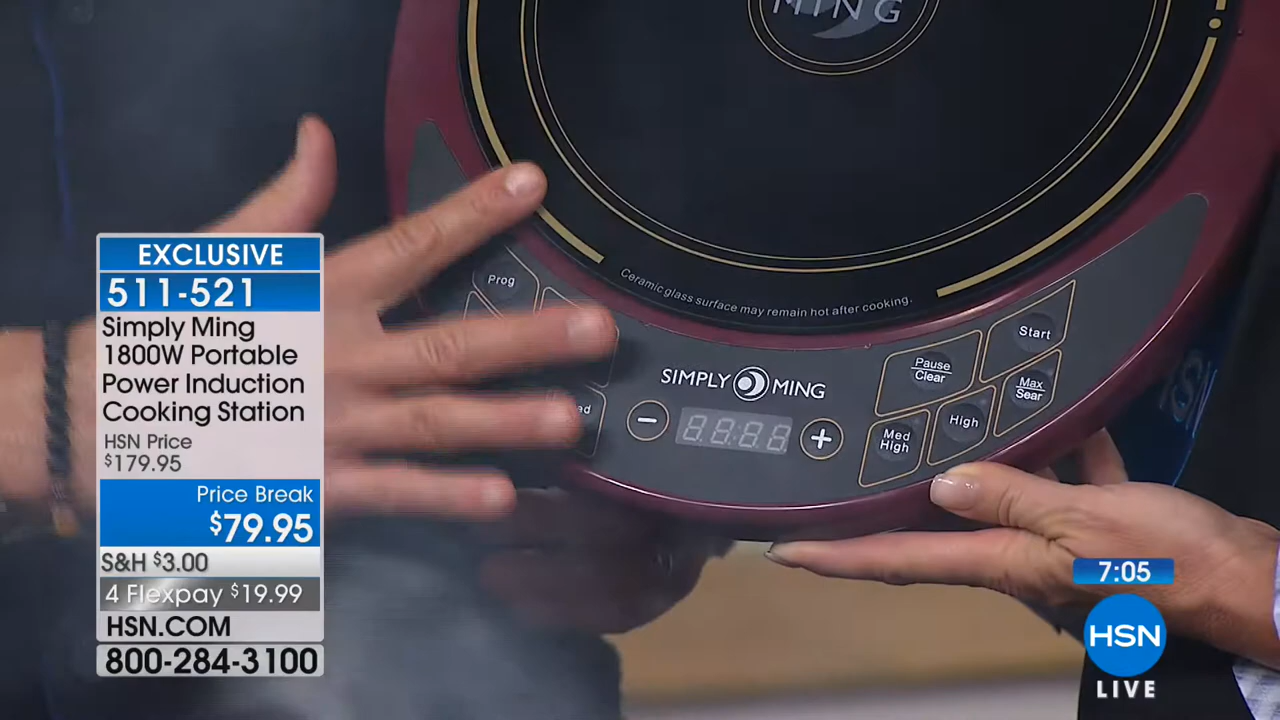 MING
EXCLUSIVE
511-521
Simply Ming
1800W Portable
Power Induction
Cooking Station
HSN Price
$179.95
Price Break
$79.95
S&H $3.00
4 Flexpay $19.99
HSN.COM
800-284-3100
Prog
Ceramic glass surface may remain hot after cooking.
Start
Pause
Clear
Max
Sear
SIMPLY MING
High
Med
High
−
+
7:05
HSN
LIVE